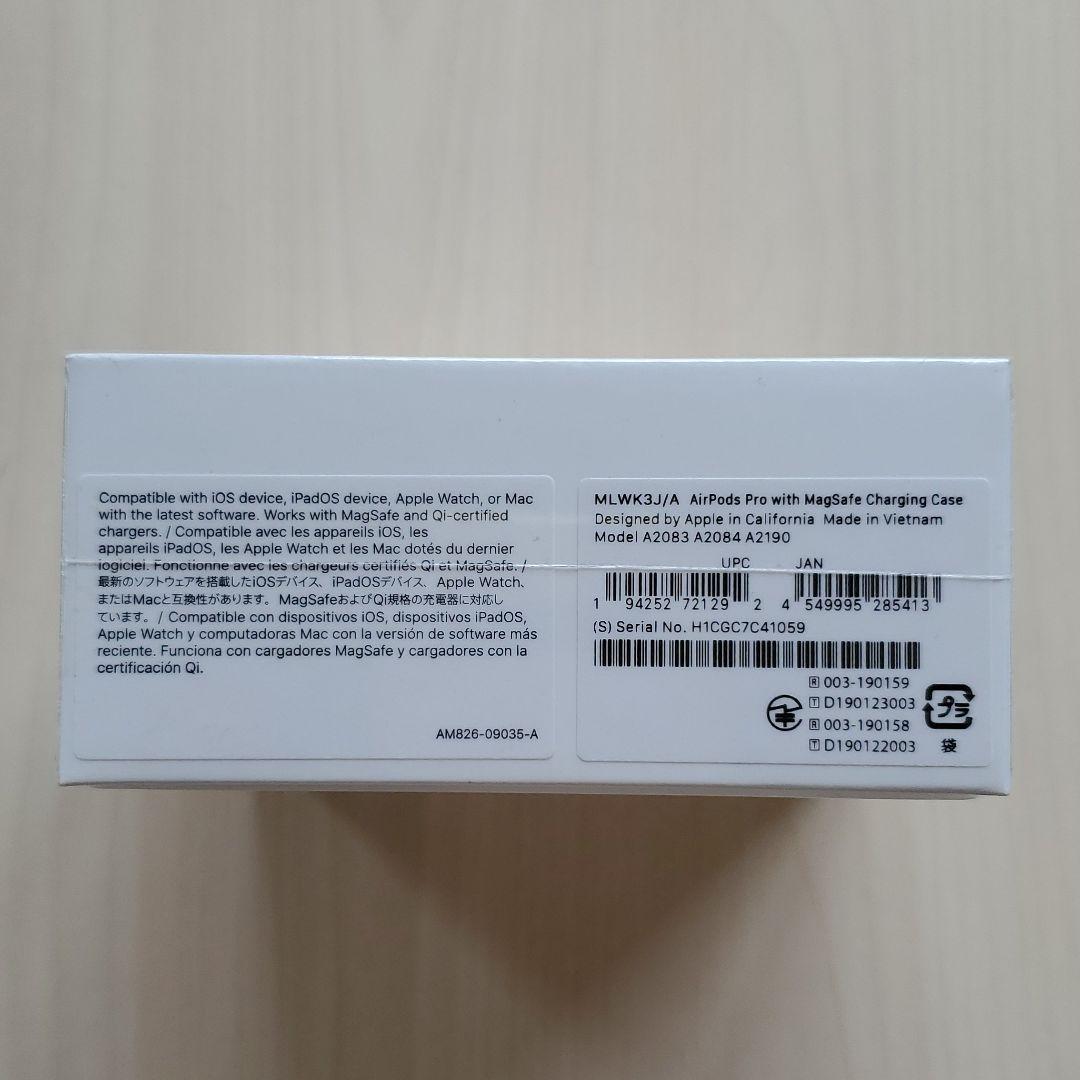 Compatible with iOS device, iPadOS device, Apple Watch, or Mac
with the latest software. Works with MagSafe and Qi-certified
chargers. / Compatible avec les appareils iOS, les
appareils iPadOS, les Apple Watch et les Mac dotés du dernier
logiciel. Fonctionne avec les chargeurs certifiés Qi et MagSafe. /
最新のソフトウェアを搭載したiOSデバイス、iPadOSデバイス、Apple Watch、
またはMacと互換性があります。MagSafeおよびQi規格の充電器に対応し
ています。/ Compatible con dispositivos iOS, dispositivos iPadOS,
Apple Watch y computadoras Mac con la versión de software más
reciente. Funciona con cargadores MagSafe y cargadores con la
certificación Qi.
AM826-09035-A
MLWK3J/A AirPods Pro with MagSafe Charging Case
Designed by Apple in California Made in Vietnam
Model A2083 A2084 A2190
UPC JAN
1 94252 72129 2 4 549995 285413
(S) Serial No. H1CGC7C41059
R 003-190159
T D190123003
R 003-190158
T D190122003
プラ
袋